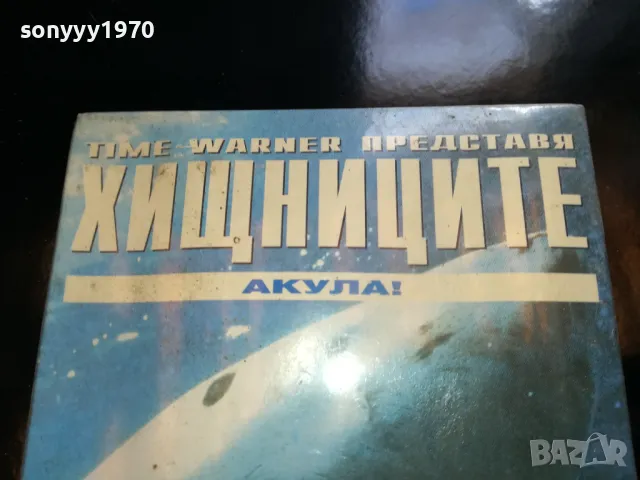 sonyyy1970
TIME WARNER ПРЕДСТАВЯ
ХИЩНИЦИТЕ
АКУЛА!
BAZAR